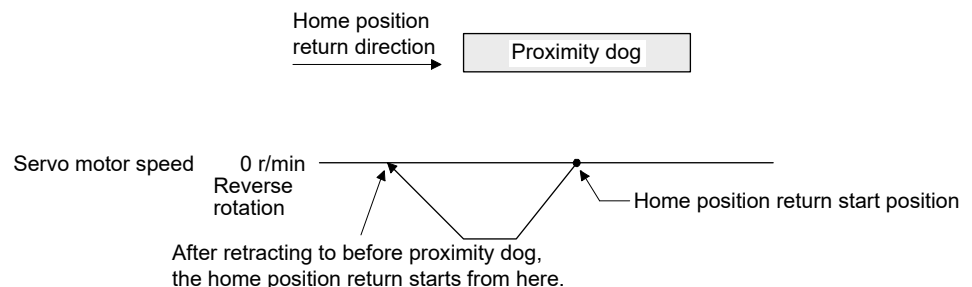 Home position
return direction
Proximity dog
Servo motor speed 0 r/min
Reverse
rotation
Home position return start position
After retracting to before proximity dog,
the home position return starts from here.